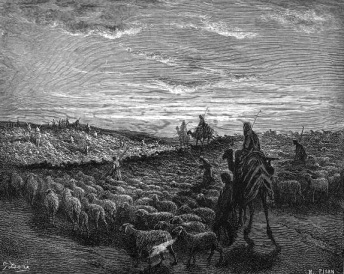 G. Doré
H. PISAN